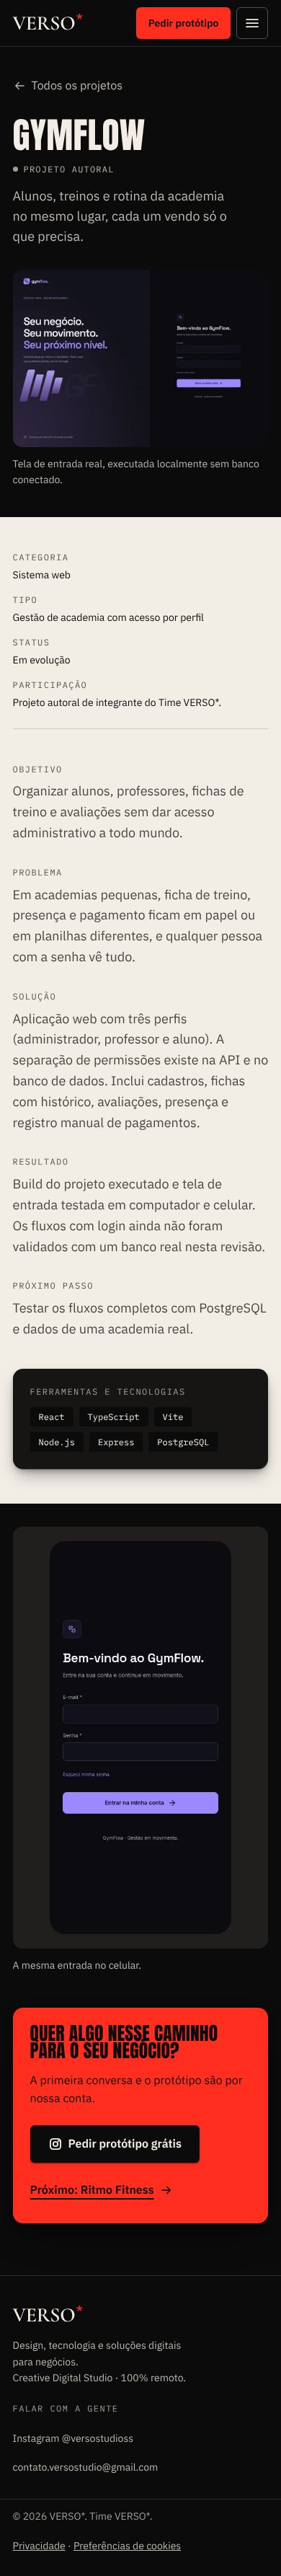 VERSO*
Pedir protótipo
← Todos os projetos
GYMFLOW
PROJETO AUTORAL
Alunos, treinos e rotina da academia
no mesmo lugar, cada um vendo só o
que precisa.
gymflow.
Seu negócio.
Seu movimento.
Seu próximo nível.
Bem-vindo ao GymFlow.
Tela de entrada real, executada localmente sem banco
conectado.
CATEGORIA
Sistema web
TIPO
Gestão de academia com acesso por perfil
STATUS
Em evolução
PARTICIPAÇÃO
Projeto autoral de integrante do Time VERSO*.
OBJETIVO
Organizar alunos, professores, fichas de
treino e avaliações sem dar acesso
administrativo a todo mundo.
PROBLEMA
Em academias pequenas, ficha de treino,
presença e pagamento ficam em papel ou
em planilhas diferentes, e qualquer pessoa
com a senha vê tudo.
SOLUÇÃO
Aplicação web com três perfis
(administrador, professor e aluno). A
separação de permissões existe na API e no
banco de dados. Inclui cadastros, fichas
com histórico, avaliações, presença e
registro manual de pagamentos.
RESULTADO
Build do projeto executado e tela de
entrada testada em computador e celular.
Os fluxos com login ainda não foram
validados com um banco real nesta revisão.
PRÓXIMO PASSO
Testar os fluxos completos com PostgreSQL
e dados de uma academia real.
FERRAMENTAS E TECNOLOGIAS
React TypeScript Vite
Node.js Express PostgreSQL
Bem-vindo ao GymFlow.
Entre na sua conta e continue em movimento.
E-mail *
Senha *
Esqueci minha senha
Entrar na minha conta →
GymFlow · Gestão em movimento.
A mesma entrada no celular.
QUER ALGO NESSE CAMINHO
PARA O SEU NEGÓCIO?
A primeira conversa e o protótipo são por
nossa conta.
Pedir protótipo grátis
Próximo: Ritmo Fitness →
VERSO*
Design, tecnologia e soluções digitais
para negócios.
Creative Digital Studio · 100% remoto.
FALAR COM A GENTE
Instagram @versostudioss
contato.versostudio@gmail.com
© 2026 VERSO*. Time VERSO*.
Privacidade · Preferências de cookies